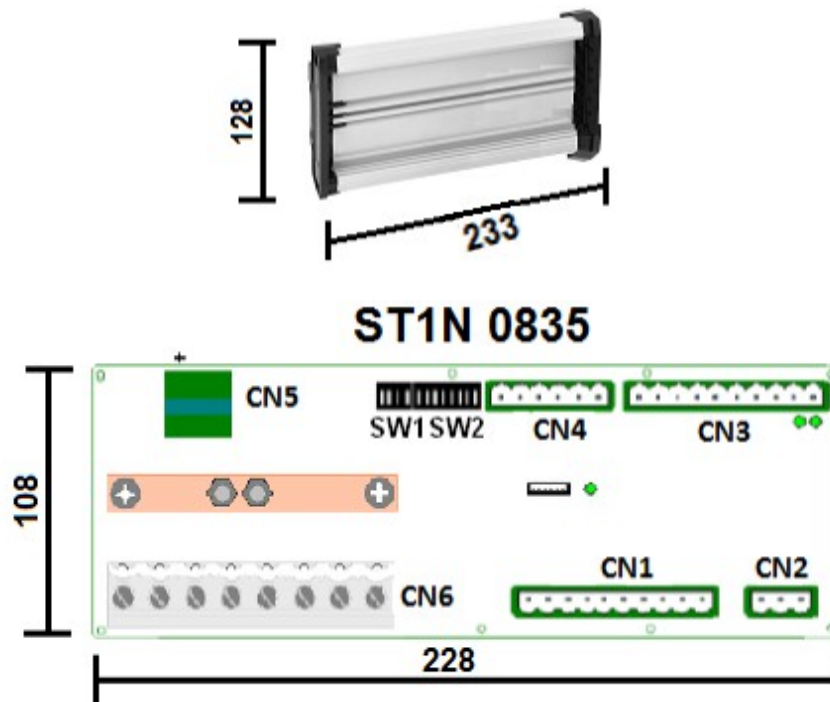 128
233
ST1N 0835
+
CN5
SW1 SW2
CN4
CN3
108
CN6
CN1
CN2
228